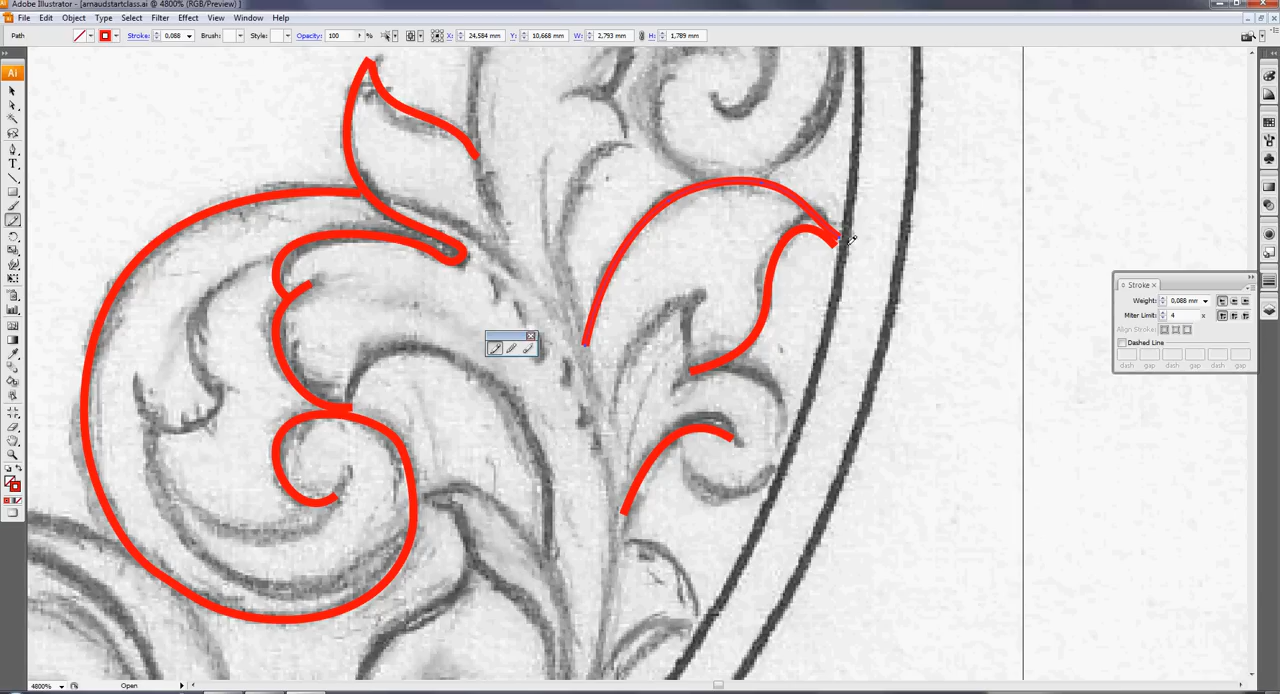 Adobe Illustrator - [arnaudstartclass.ai @ 4800% (RGB/Preview) ]
File Edit Object Type Select Filter Effect View Window Help
Path Stroke: 0,088 Brush: Style: Opacity: 100 % X: 24,584 mm Y: 10,668 mm W: 2,793 mm H: 1,789 mm
Ai
T
Stroke
Weight: 0,088 mm
Miter Limit: 4 x
Align Stroke:
Dashed Line
dash gap dash gap dash gap
4800% Open